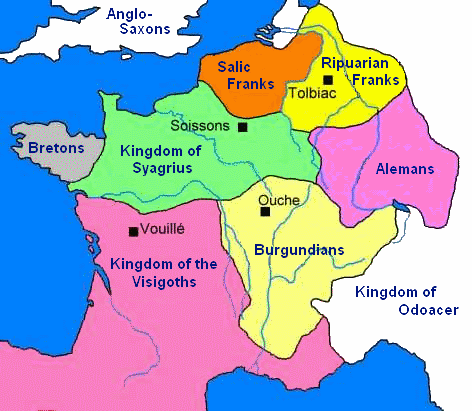 Anglo-
Saxons
Salic
Franks
Ripuarian
Franks
Tolbiac
Soissons
Bretons
Kingdom of
Syagrius
Alemans
Ouche
Vouillé
Burgundians
Kingdom of the
Visigoths
Kingdom of
Odoacer